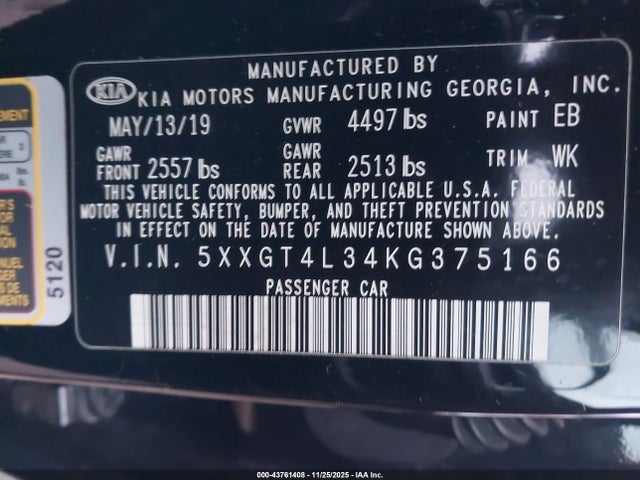 MANUFACTURED BY
KIA KIA MOTORS MANUFACTURING GEORGIA, INC.
MAY/13/19 GVWR 4497 lbs PAINT EB
GAWR FRONT 2557 lbs GAWR REAR 2513 lbs TRIM WK
THIS VEHICLE CONFORMS TO ALL APPLICABLE U.S.A. FEDERAL
MOTOR VEHICLE SAFETY, BUMPER, AND THEFT PREVENTION STANDARDS
IN EFFECT ON THE DATE OF MANUFACTURE SHOWN ABOVE.
V.I.N. 5XXGT4L34KG375166
PASSENGER CAR
5120
000-43761408 - 11/25/2025 - IAA Inc.